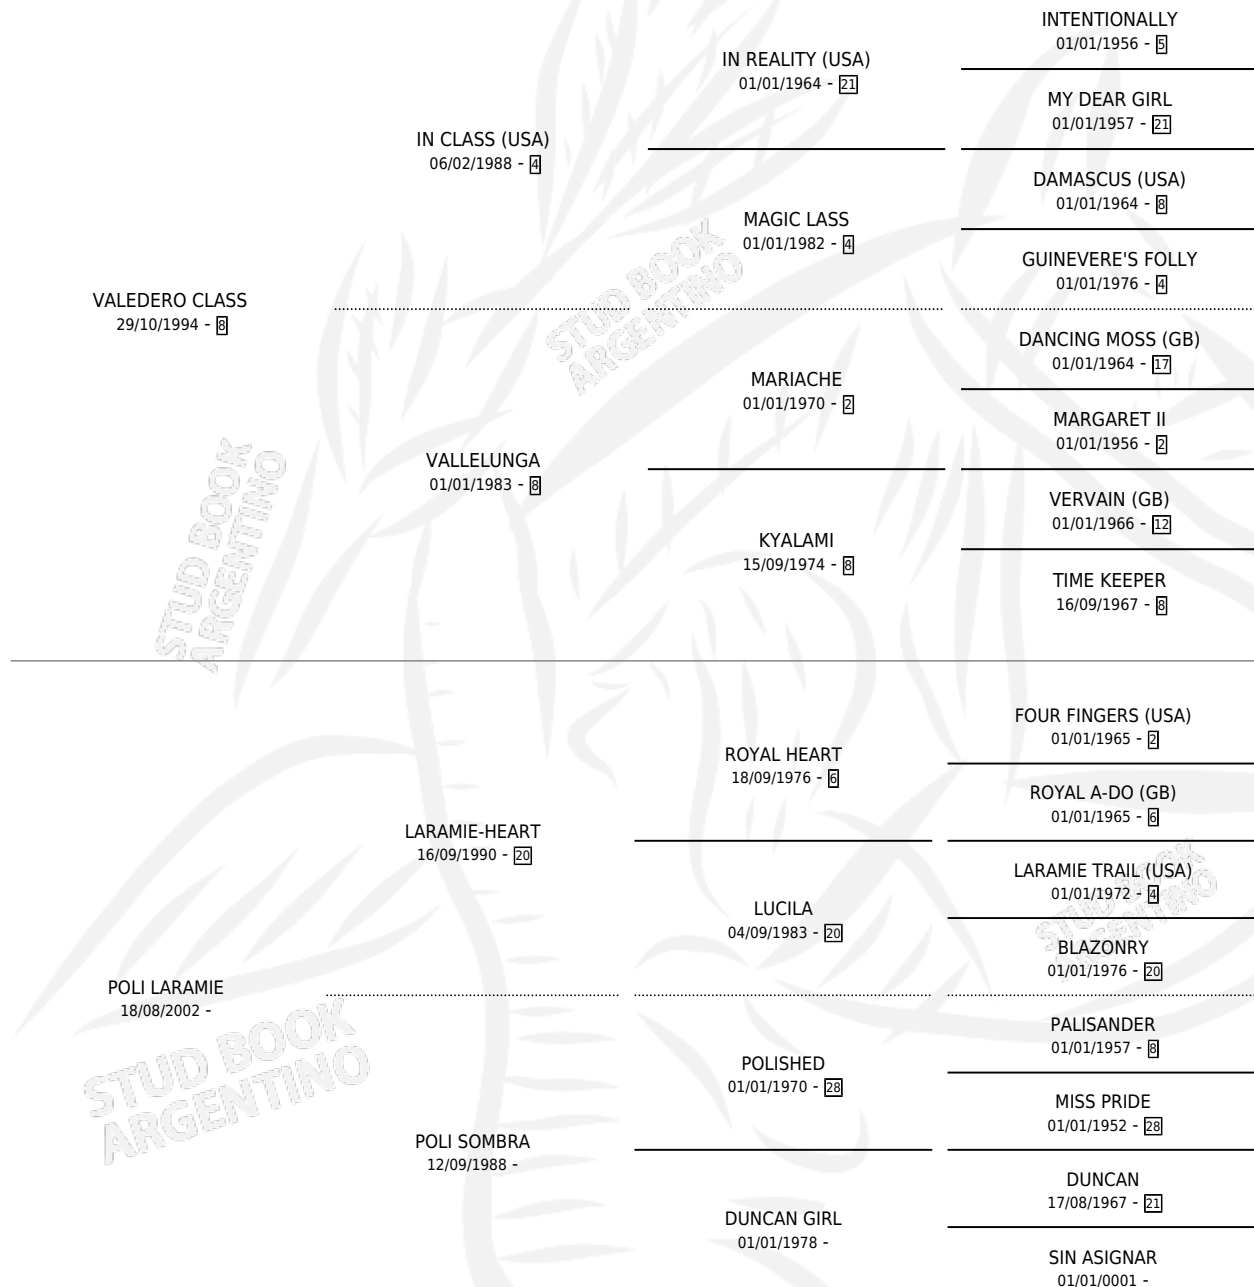 INTENTIONALLY
01/01/1956 - 5
IN REALITY (USA)
01/01/1964 - 21
MY DEAR GIRL
01/01/1957 - 21
IN CLASS (USA)
06/02/1988 - 4
DAMASCUS (USA)
01/01/1964 - 8
MAGIC LASS
01/01/1982 - 4
GUINEVERE'S FOLLY
01/01/1976 - 4
VALEDERO CLASS
29/10/1994 - 8
DANCING MOSS (GB)
01/01/1964 - 17
MARIACHE
01/01/1970 - 2
MARGARET II
01/01/1956 - 2
VALLELUNGA
01/01/1983 - 8
VERVAIN (GB)
01/01/1966 - 12
KYALAMI
15/09/1974 - 8
TIME KEEPER
16/09/1967 - 8
FOUR FINGERS (USA)
01/01/1965 - 2
ROYAL HEART
18/09/1976 - 6
ROYAL A-DO (GB)
01/01/1965 - 6
LARAMIE-HEART
16/09/1990 - 20
LARAMIE TRAIL (USA)
01/01/1972 - 4
LUCILA
04/09/1983 - 20
BLAZONRY
01/01/1976 - 20
POLI LARAMIE
18/08/2002 -
PALISANDER
01/01/1957 - 8
POLISHED
01/01/1970 - 28
MISS PRIDE
01/01/1952 - 28
POLI SOMBRA
12/09/1988 -
DUNCAN
17/08/1967 - 21
DUNCAN GIRL
01/01/1978 -
SIN ASIGNAR
01/01/0001 -
STUD BOOK
ARGENTINO
STUD BOOK
ARGENTINO
STUD BOOK
ARGENTINO
STUD BOOK
ARGENTINO